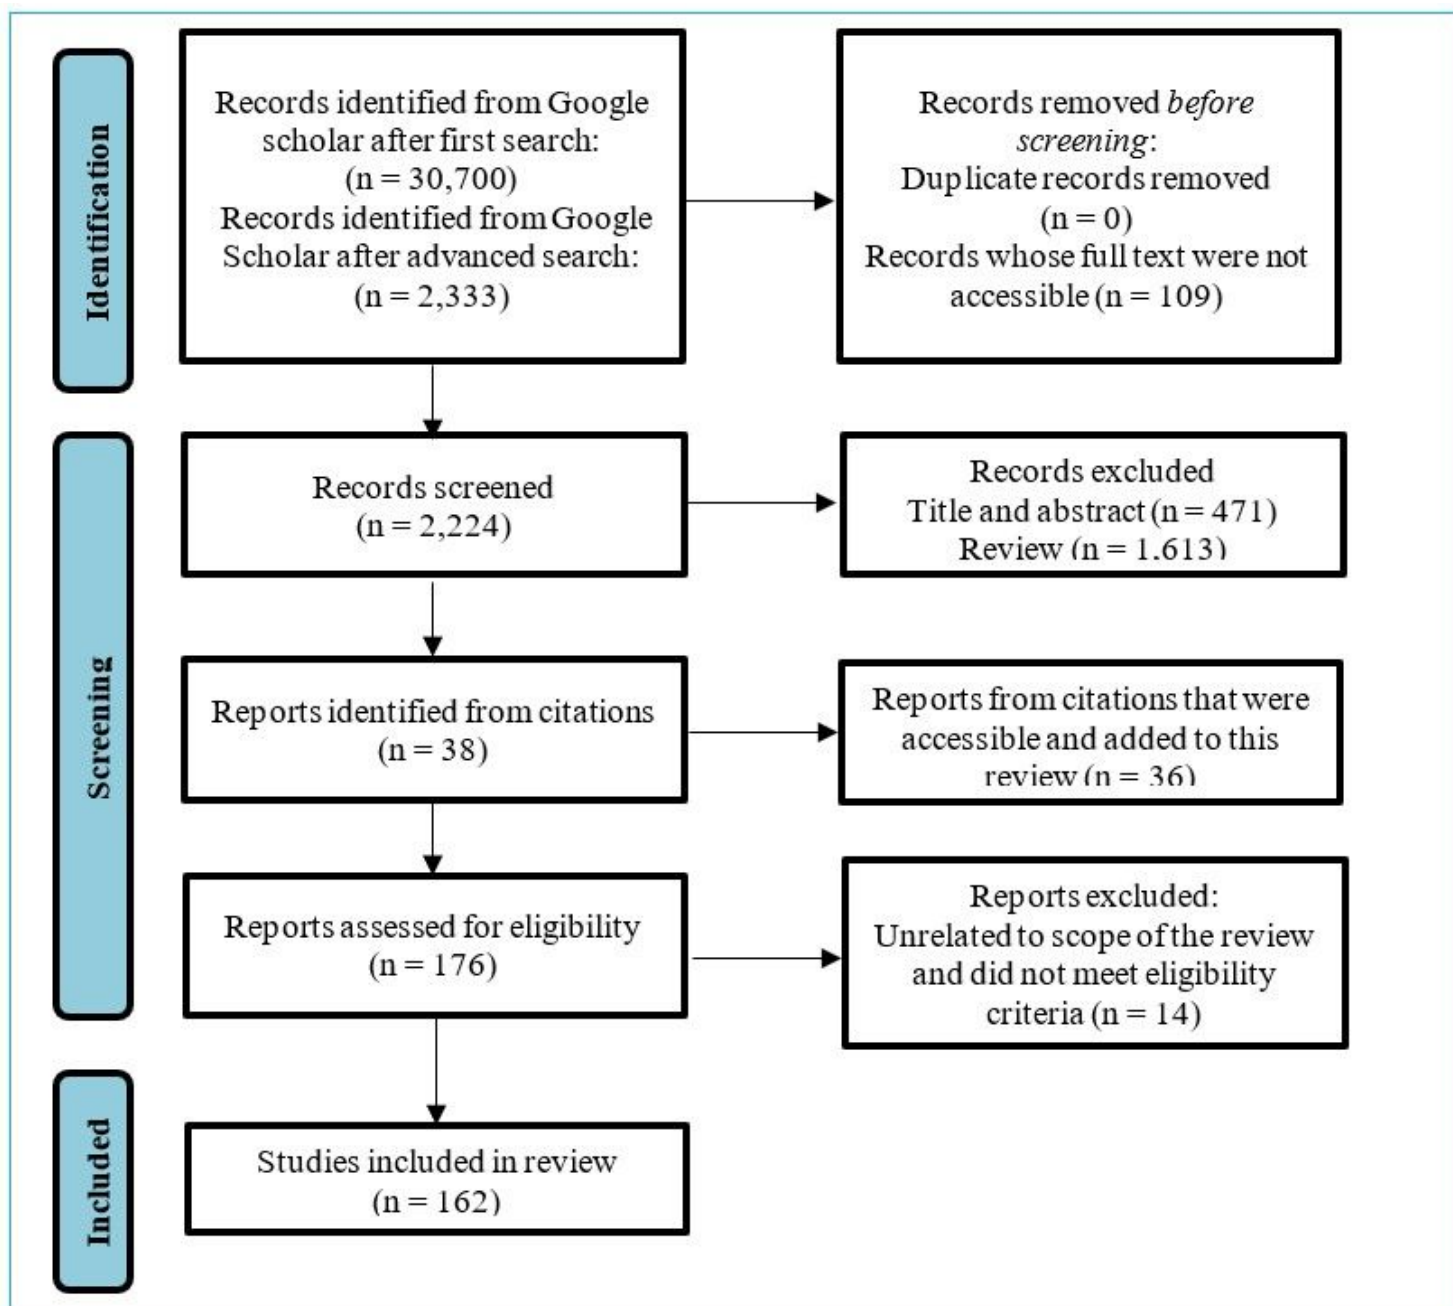 Identification
Records identified from Google
scholar after first search:
(n = 30,700)
Records identified from Google
Scholar after advanced search:
(n = 2,333)
Records removed before
screening:
Duplicate records removed
(n = 0)
Records whose full text were not
accessible (n = 109)
Screening
Records screened
(n = 2,224)
Records excluded
Title and abstract (n = 471)
Review (n = 1,613)
Reports identified from citations
(n = 38)
Reports from citations that were
accessible and added to this
review (n = 36)
Reports assessed for eligibility
(n = 176)
Reports excluded:
Unrelated to scope of the review
and did not meet eligibility
criteria (n = 14)
Included
Studies included in review
(n = 162)